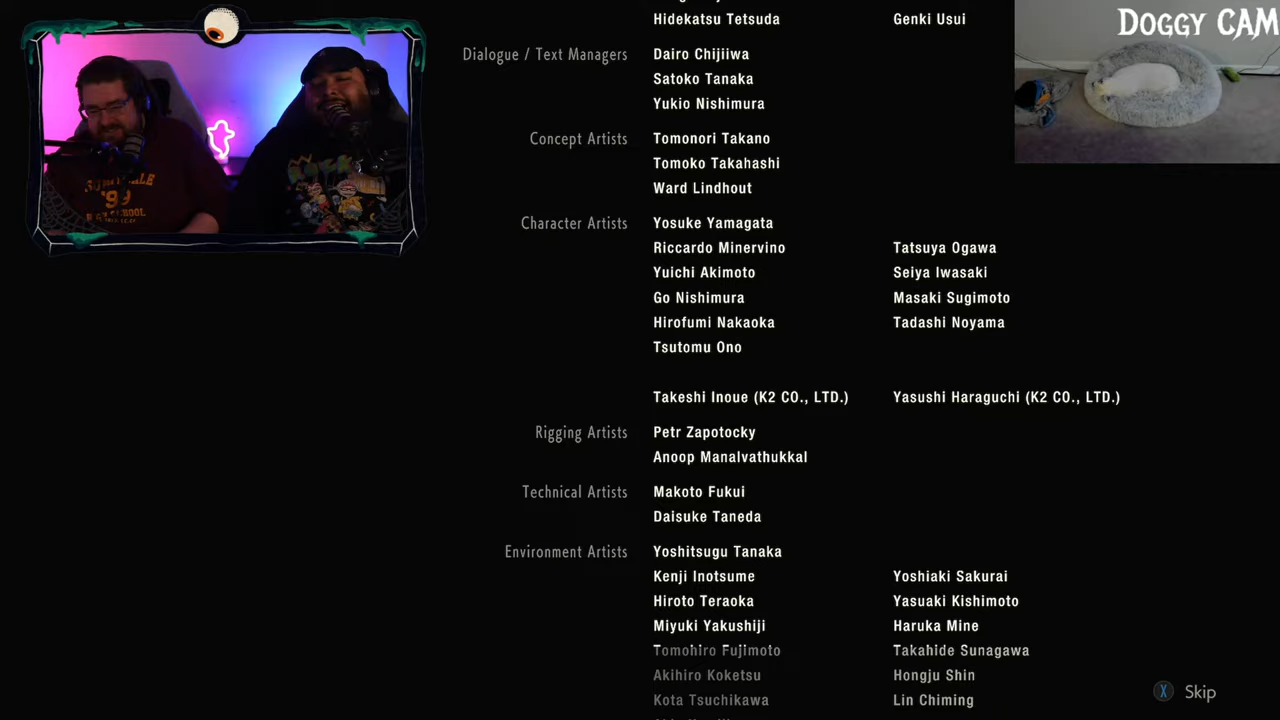 Hidekatsu Tetsuda Genki Usui
DOGGY CAM
Dialogue / Text Managers Dairo Chijiiwa
Satoko Tanaka
Yukio Nishimura
Concept Artists Tomonori Takano
Tomoko Takahashi
Ward Lindhout
'99
Character Artists Yosuke Yamagata
Riccardo Minervino Tatsuya Ogawa
Yuichi Akimoto Seiya Iwasaki
Go Nishimura Masaki Sugimoto
Hirofumi Nakaoka Tadashi Noyama
Tsutomu Ono
Takeshi Inoue (K2 CO., LTD.) Yasushi Haraguchi (K2 CO., LTD.)
Rigging Artists Petr Zapotocky
Anoop Manalvathukkal
Technical Artists Makoto Fukui
Daisuke Taneda
Environment Artists Yoshitsugu Tanaka
Kenji Inotsume Yoshiaki Sakurai
Hiroto Teraoka Yasuaki Kishimoto
Miyuki Yakushiji Haruka Mine
Tomohiro Fujimoto Takahide Sunagawa
Akihiro Koketsu Hongju Shin
Kota Tsuchikawa Lin Chiming
X Skip